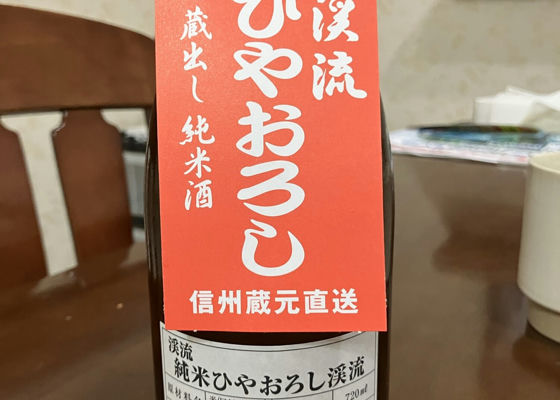 渓流
ひやおろし
蔵出し 純米酒
信州蔵元直送
渓流
純米ひやおろし渓流
720ml